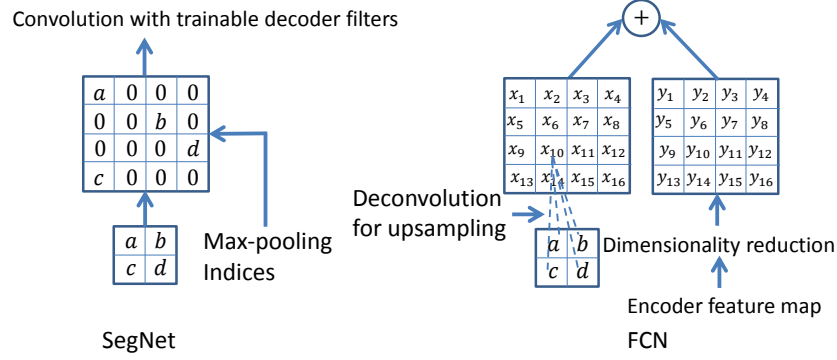 Convolution with trainable decoder filters
a 0 0 0
0 0 b 0
0 0 0 d
c 0 0 0
a b
c d
Max-pooling
Indices
SegNet
+
x₁ x₂ x₃ x₄
x₅ x₆ x₇ x₈
x₉ x₁₀ x₁₁ x₁₂
x₁₃ x₁₄ x₁₅ x₁₆
y₁ y₂ y₃ y₄
y₅ y₆ y₇ y₈
y₉ y₁₀ y₁₁ y₁₂
y₁₃ y₁₄ y₁₅ y₁₆
Deconvolution
for upsampling
a b
c d
Dimensionality reduction
Encoder feature map
FCN